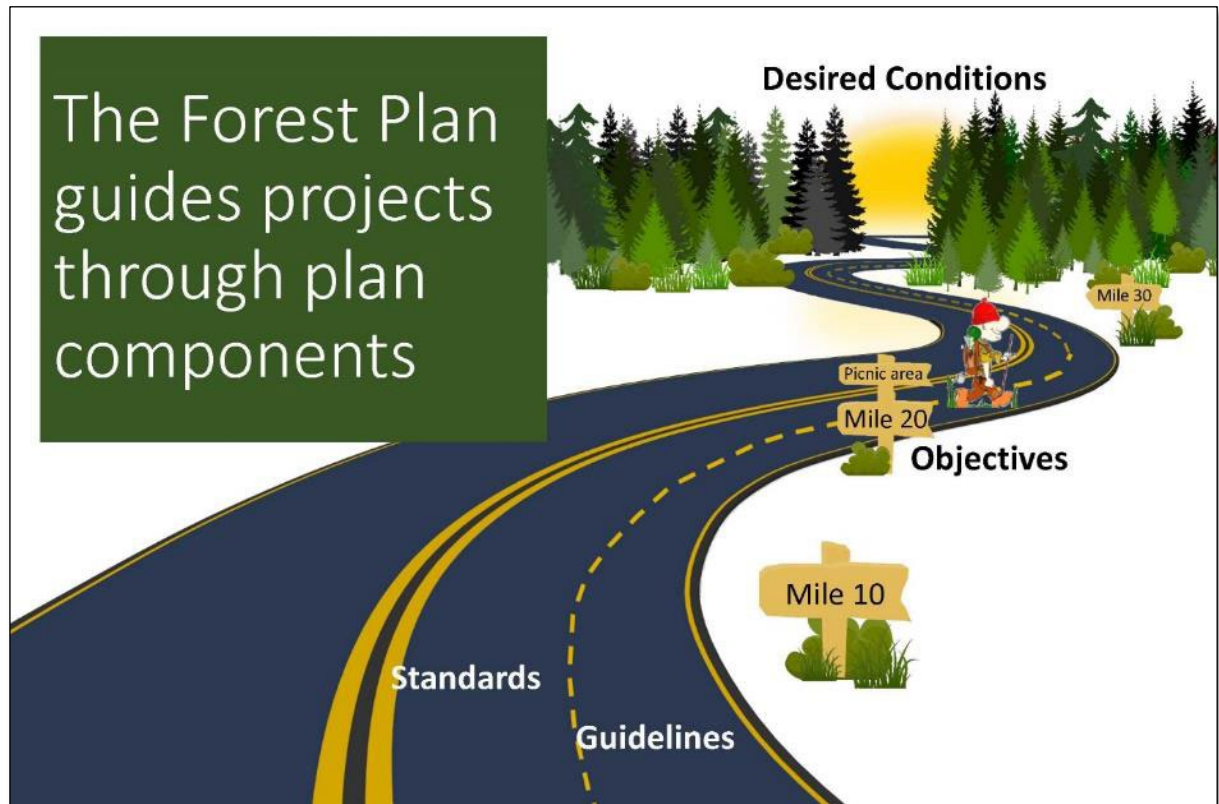 The Forest Plan
guides projects
through plan
components
Desired Conditions
Mile 30
Picnic area
Mile 20
Objectives
Mile 10
Standards
Guidelines